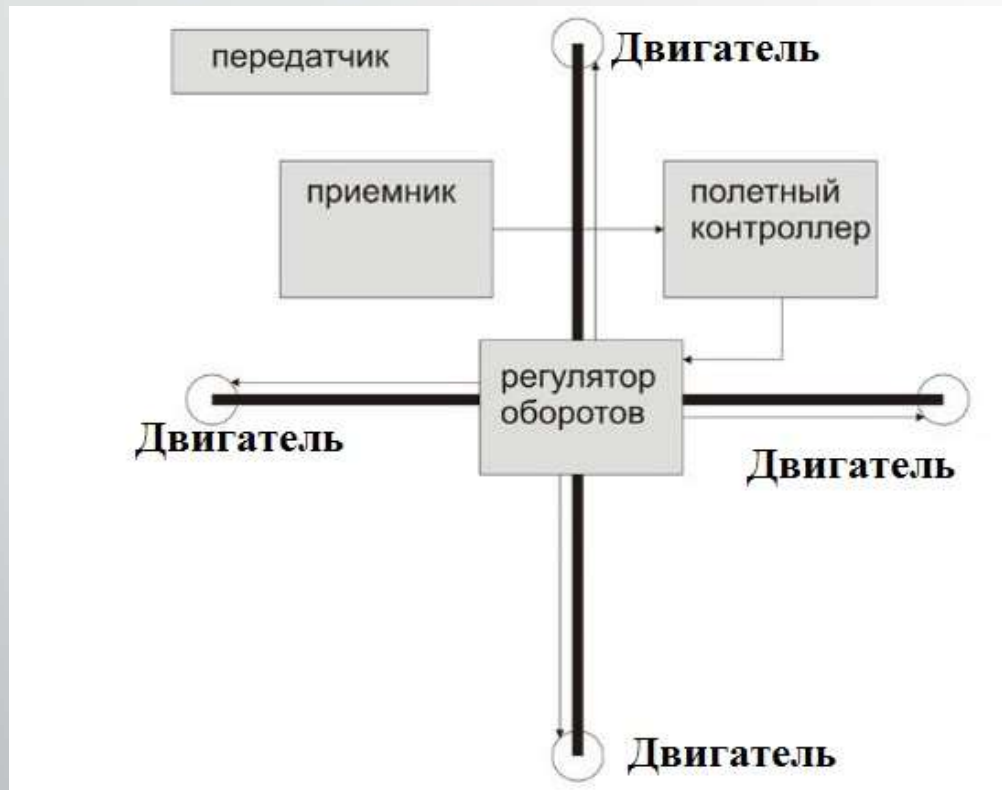 передатчик
Двигатель
приемник
полетный
контроллер
регулятор
оборотов
Двигатель
Двигатель
Двигатель